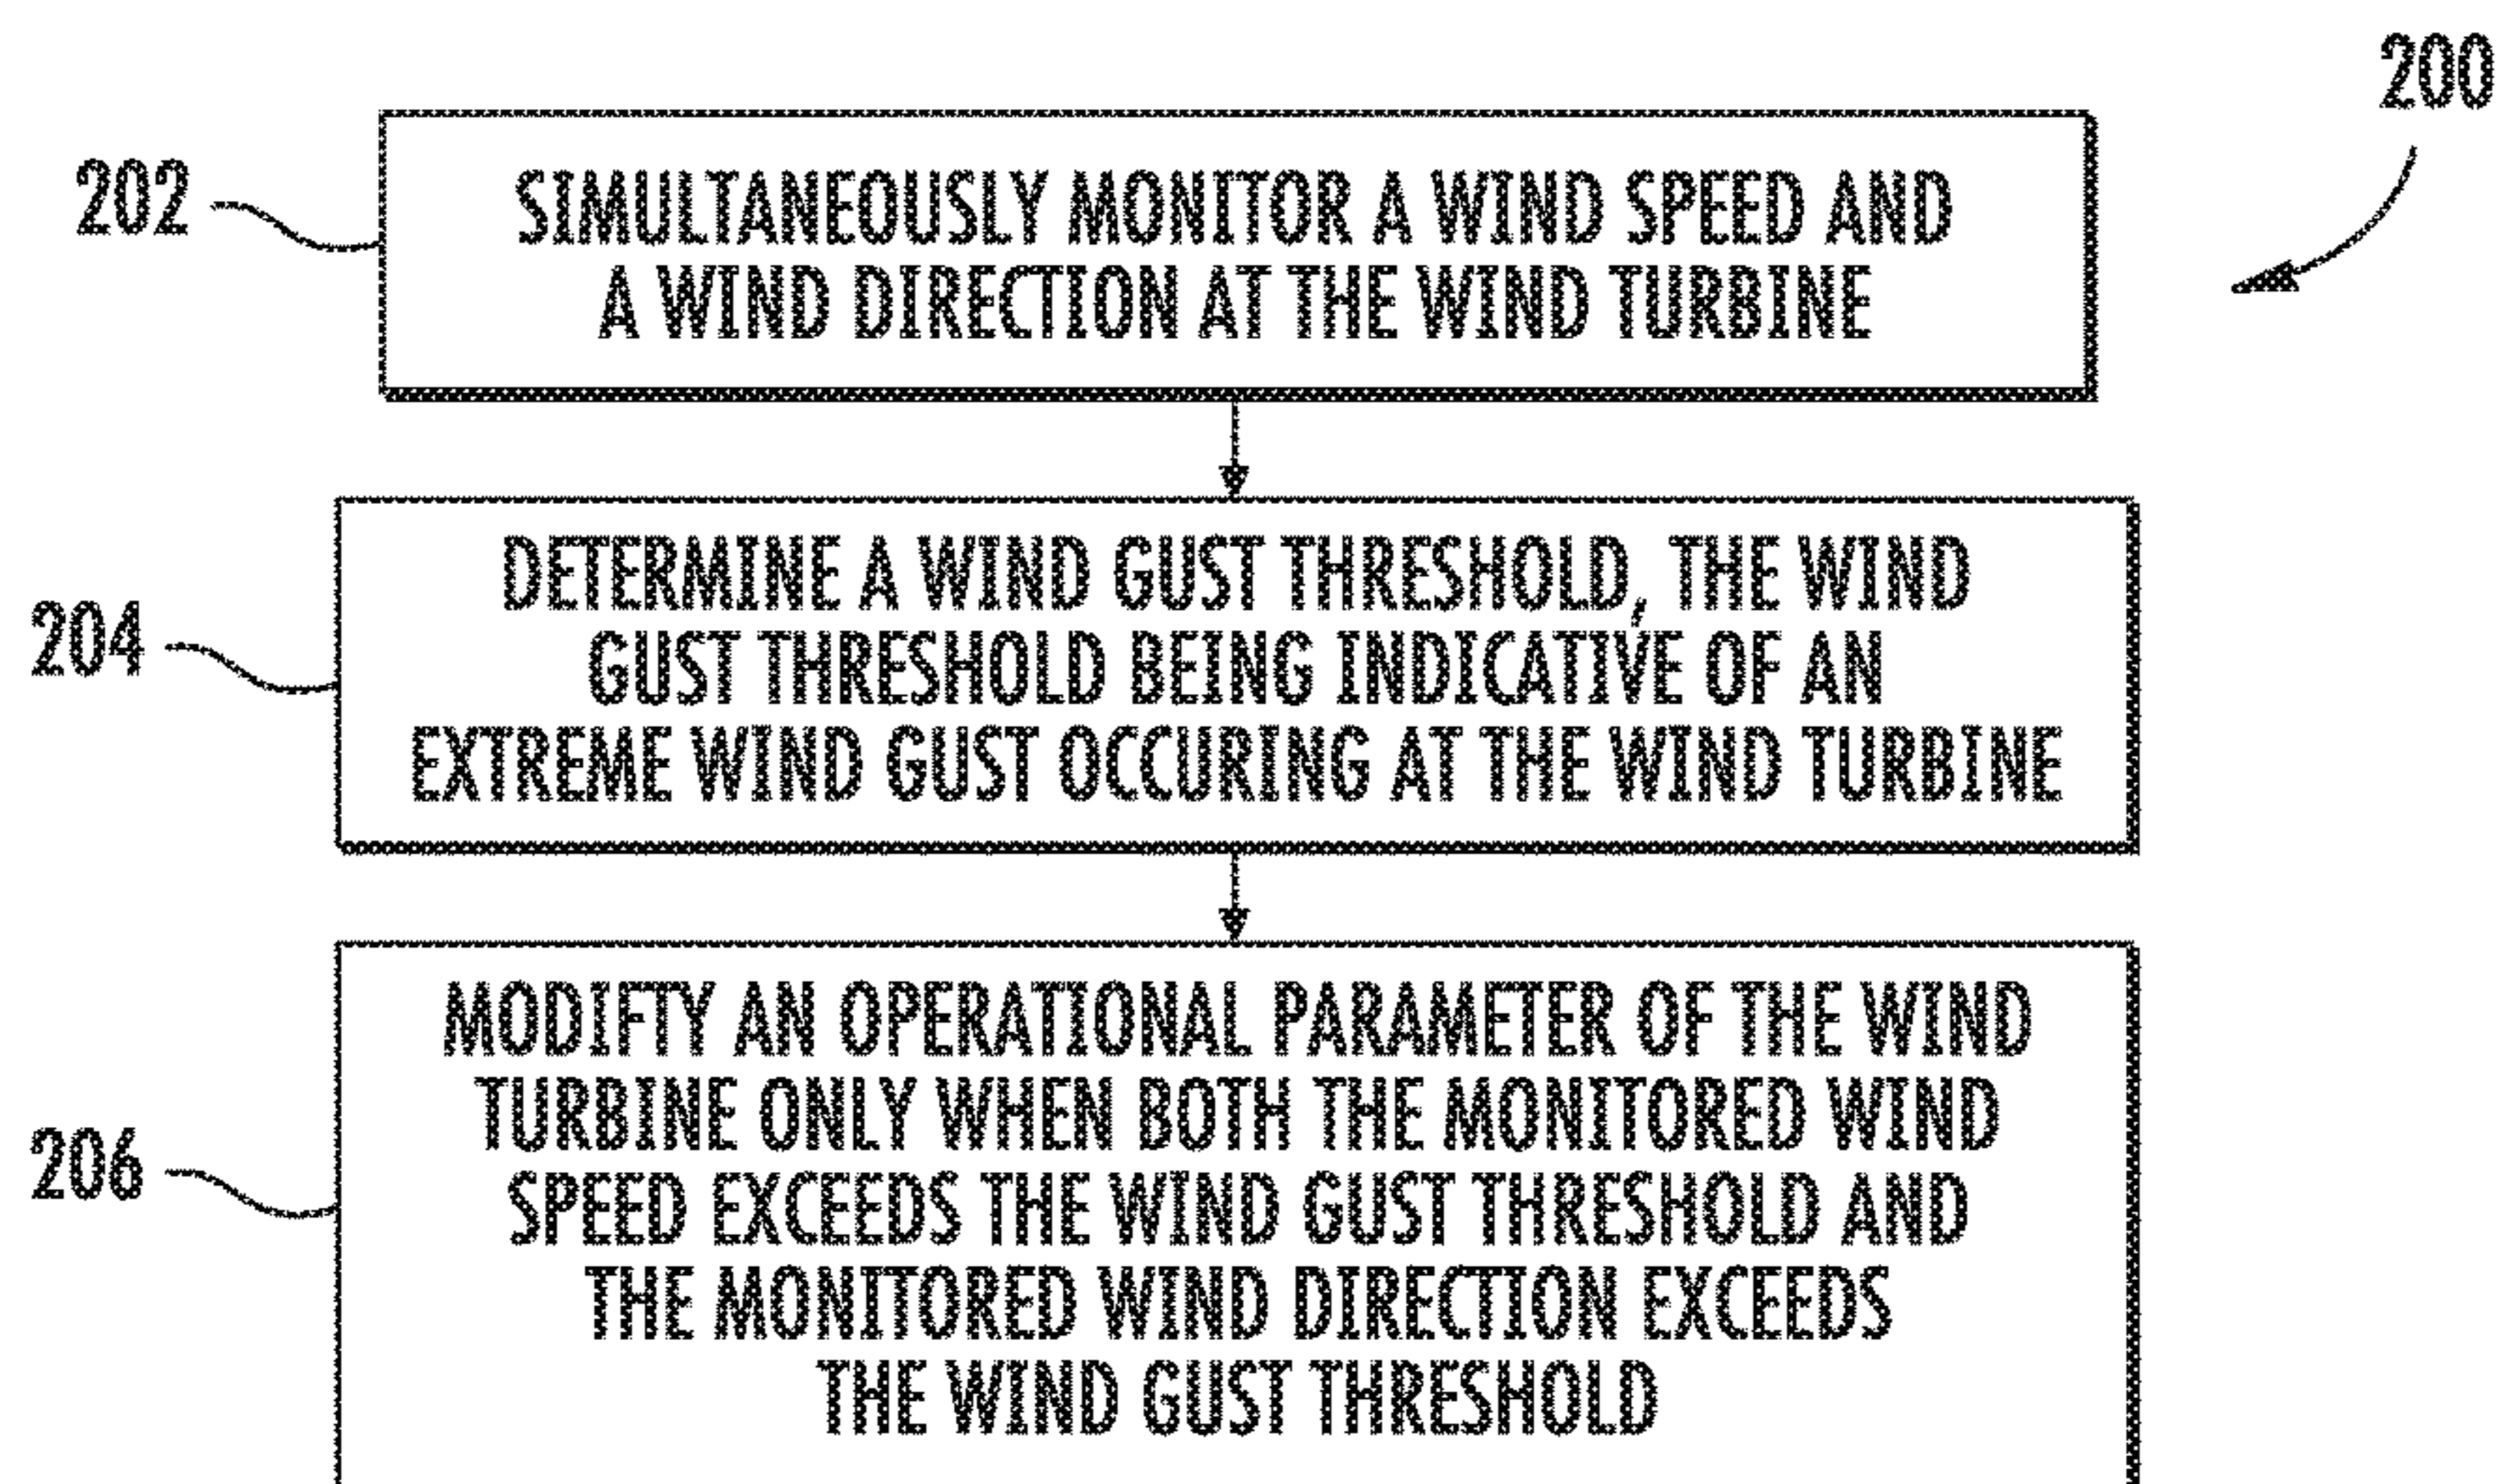 200
202
SIMULTANEOUSLY MONITOR A WIND SPEED AND
A WIND DIRECTION AT THE WIND TURBINE
204
DETERMINE A WIND GUST THRESHOLD, THE WIND
GUST THRESHOLD BEING INDICATIVE OF AN
EXTREME WIND GUST OCCURING AT THE WIND TURBINE
206
MODIFTY AN OPERATIONAL PARAMETER OF THE WIND
TURBINE ONLY WHEN BOTH THE MONITORED WIND
SPEED EXCEEDS THE WIND GUST THRESHOLD AND
THE MONITORED WIND DIRECTION EXCEEDS
THE WIND GUST THRESHOLD